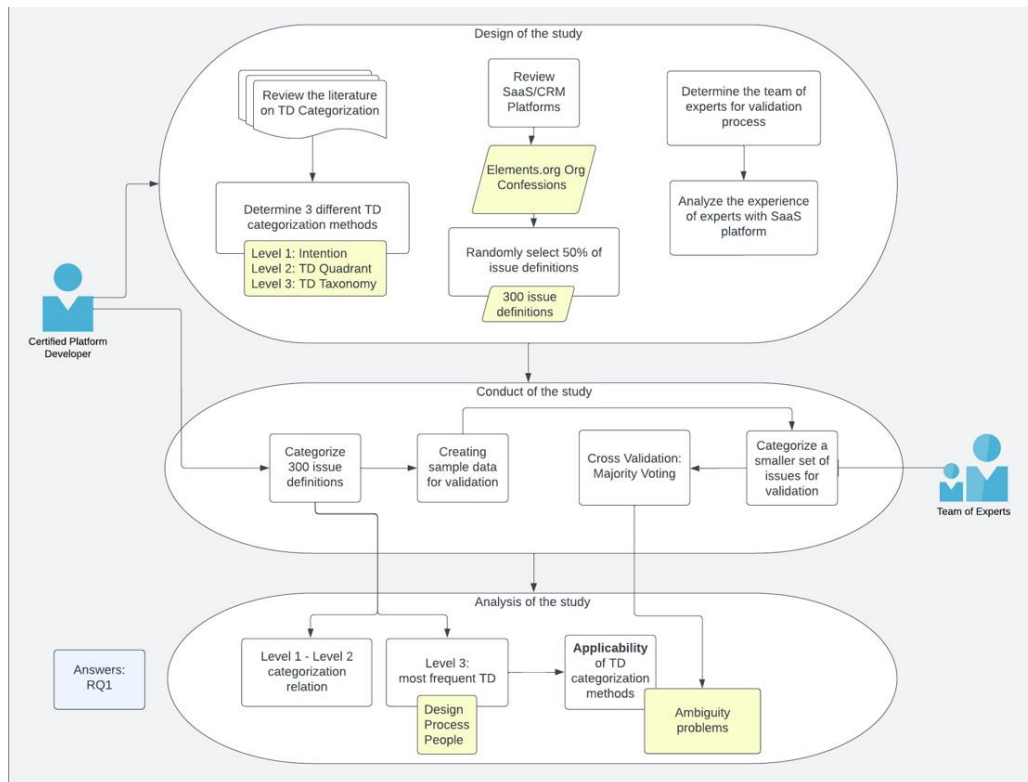 Design of the study
Review the literature
on TD Categorization
Determine 3 different TD
categorization methods
Level 1: Intention
Level 2: TD Quadrant
Level 3: TD Taxonomy
Review
SaaS/CRM
Platforms
Elements.org Org
Confessions
Randomly select 50% of
issue definitions
300 issue
definitions
Determine the team of
experts for validation
process
Analyze the experience
of experts with SaaS
platform
Certified Platform
Developer
Conduct of the study
Categorize
300 issue
definitions
Creating
sample data
for validation
Cross Validation:
Majority Voting
Categorize a
smaller set of
issues for
validation
Team of Experts
Analysis of the study
Answers:
RQ1
Level 1 - Level 2
categorization
relation
Level 3:
most frequent TD
Design
Process
People
Applicability
of TD
categorization
methods
Ambiguity
problems